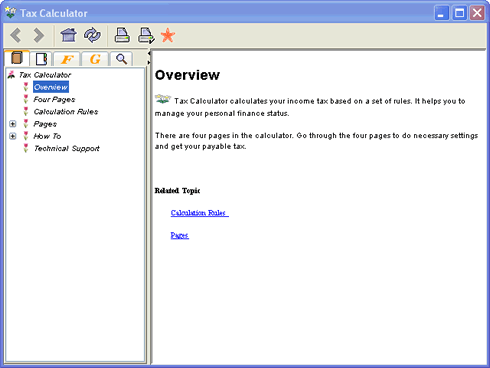 Tax Calculator
F
G
Tax Calculator
Overview
Four Pages
Calculation Rules
Pages
How To
Technical Support
Overview
Tax Calculator calculates your income tax based on a set of rules. It helps you to
manage your personal finance status.
There are four pages in the calculator. Go through the four pages to do necessary settings
and get your payable tax.
Related Topic
Calculation Rules
Pages